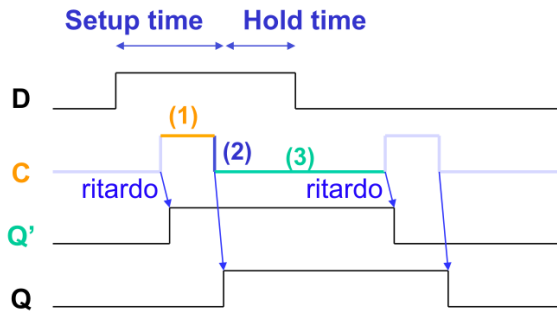 Setup time Hold time
D
(1)
(2) (3)
C
ritardo ritardo
Q’
Q